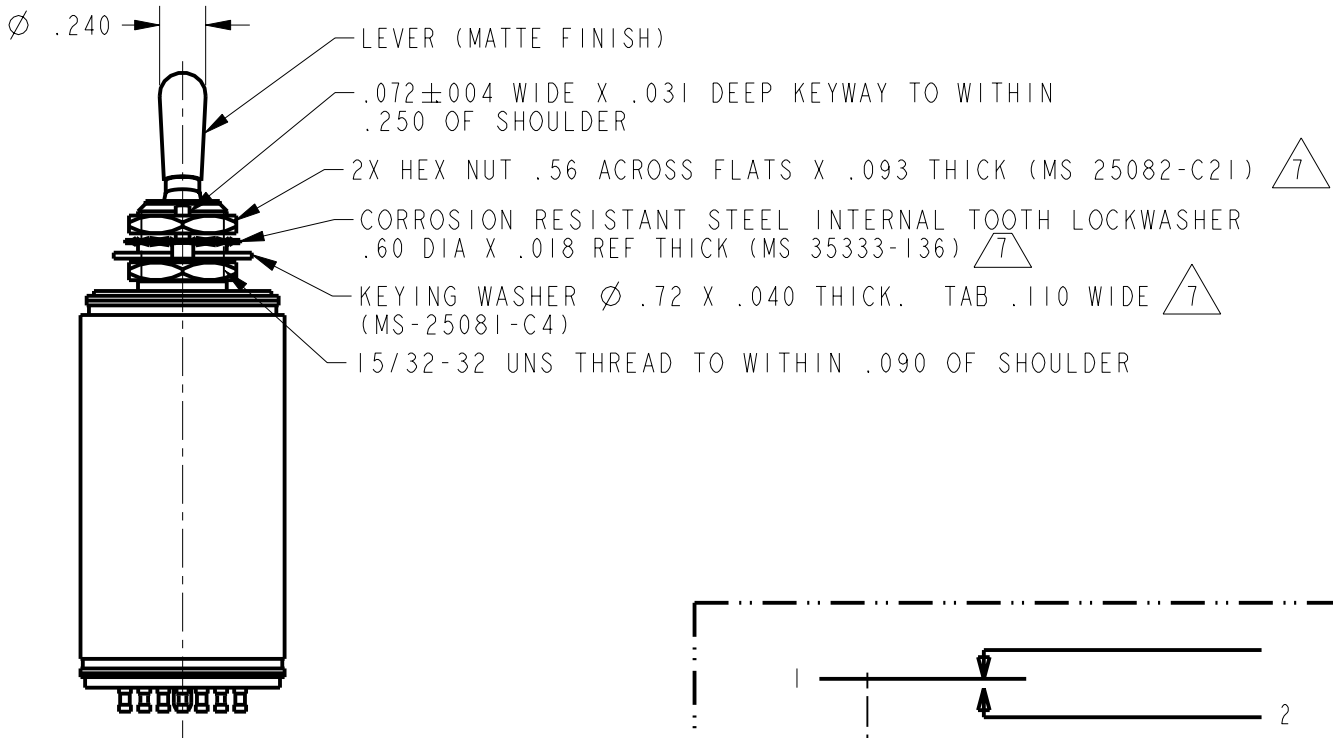 Ø .240
LEVER (MATTE FINISH)
.072±.004 WIDE X .031 DEEP KEYWAY TO WITHIN
.250 OF SHOULDER
2X HEX NUT .56 ACROSS FLATS X .093 THICK (MS 25082-C21) 7
CORROSION RESISTANT STEEL INTERNAL TOOTH LOCKWASHER
.60 DIA X .018 REF THICK (MS 35333-136) 7
KEYING WASHER Ø .72 X .040 THICK. TAB .110 WIDE 7
(MS-25081-C4)
15/32-32 UNS THREAD TO WITHIN .090 OF SHOULDER
1
2